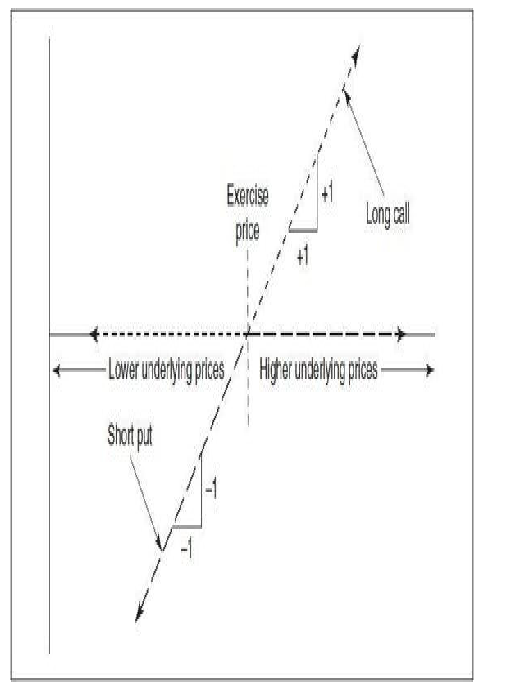 Exercise
price
+1
+1
Long call
Lower underlying prices
Higher underlying prices
Short put
–1
–1